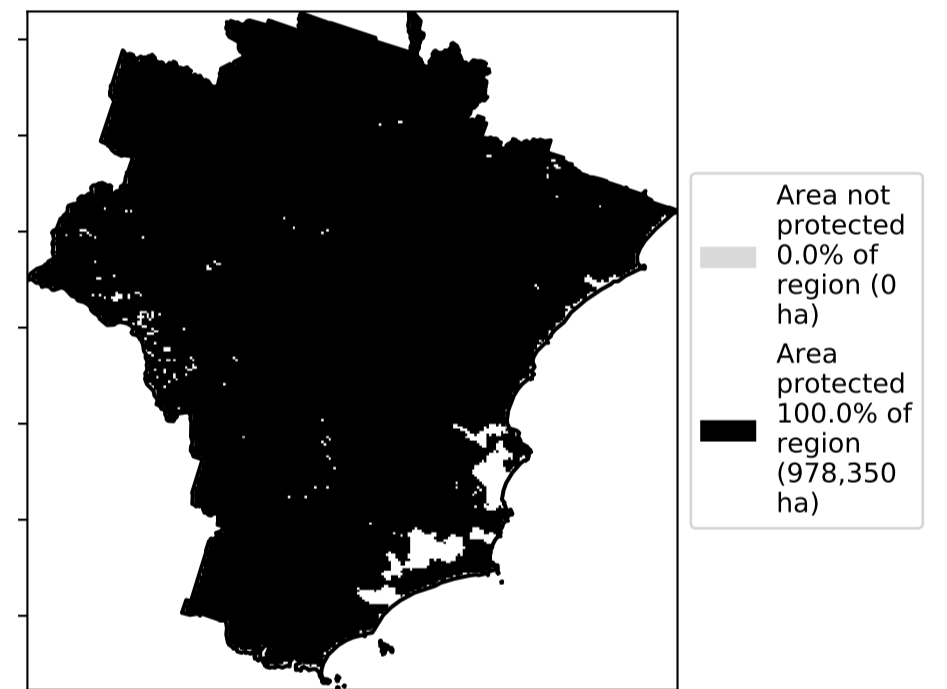 Area not
protected
0.0% of
region (0
ha)
Area
protected
100.0% of
region
(978,350
ha)